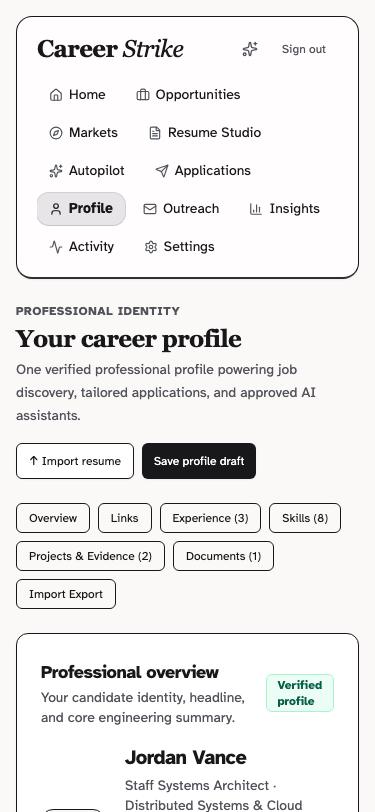 Career Strike
Sign out
Home
Opportunities
Markets
Resume Studio
Autopilot
Applications
Profile
Outreach
Insights
Activity
Settings
PROFESSIONAL IDENTITY
Your career profile
One verified professional profile powering job
discovery, tailored applications, and approved AI
assistants.
↑ Import resume
Save profile draft
Overview
Links
Experience (3)
Skills (8)
Projects & Evidence (2)
Documents (1)
Import Export
Professional overview
Your candidate identity, headline,
and core engineering summary.
Verified
profile
Jordan Vance
Staff Systems Architect ·
Distributed Systems & Cloud